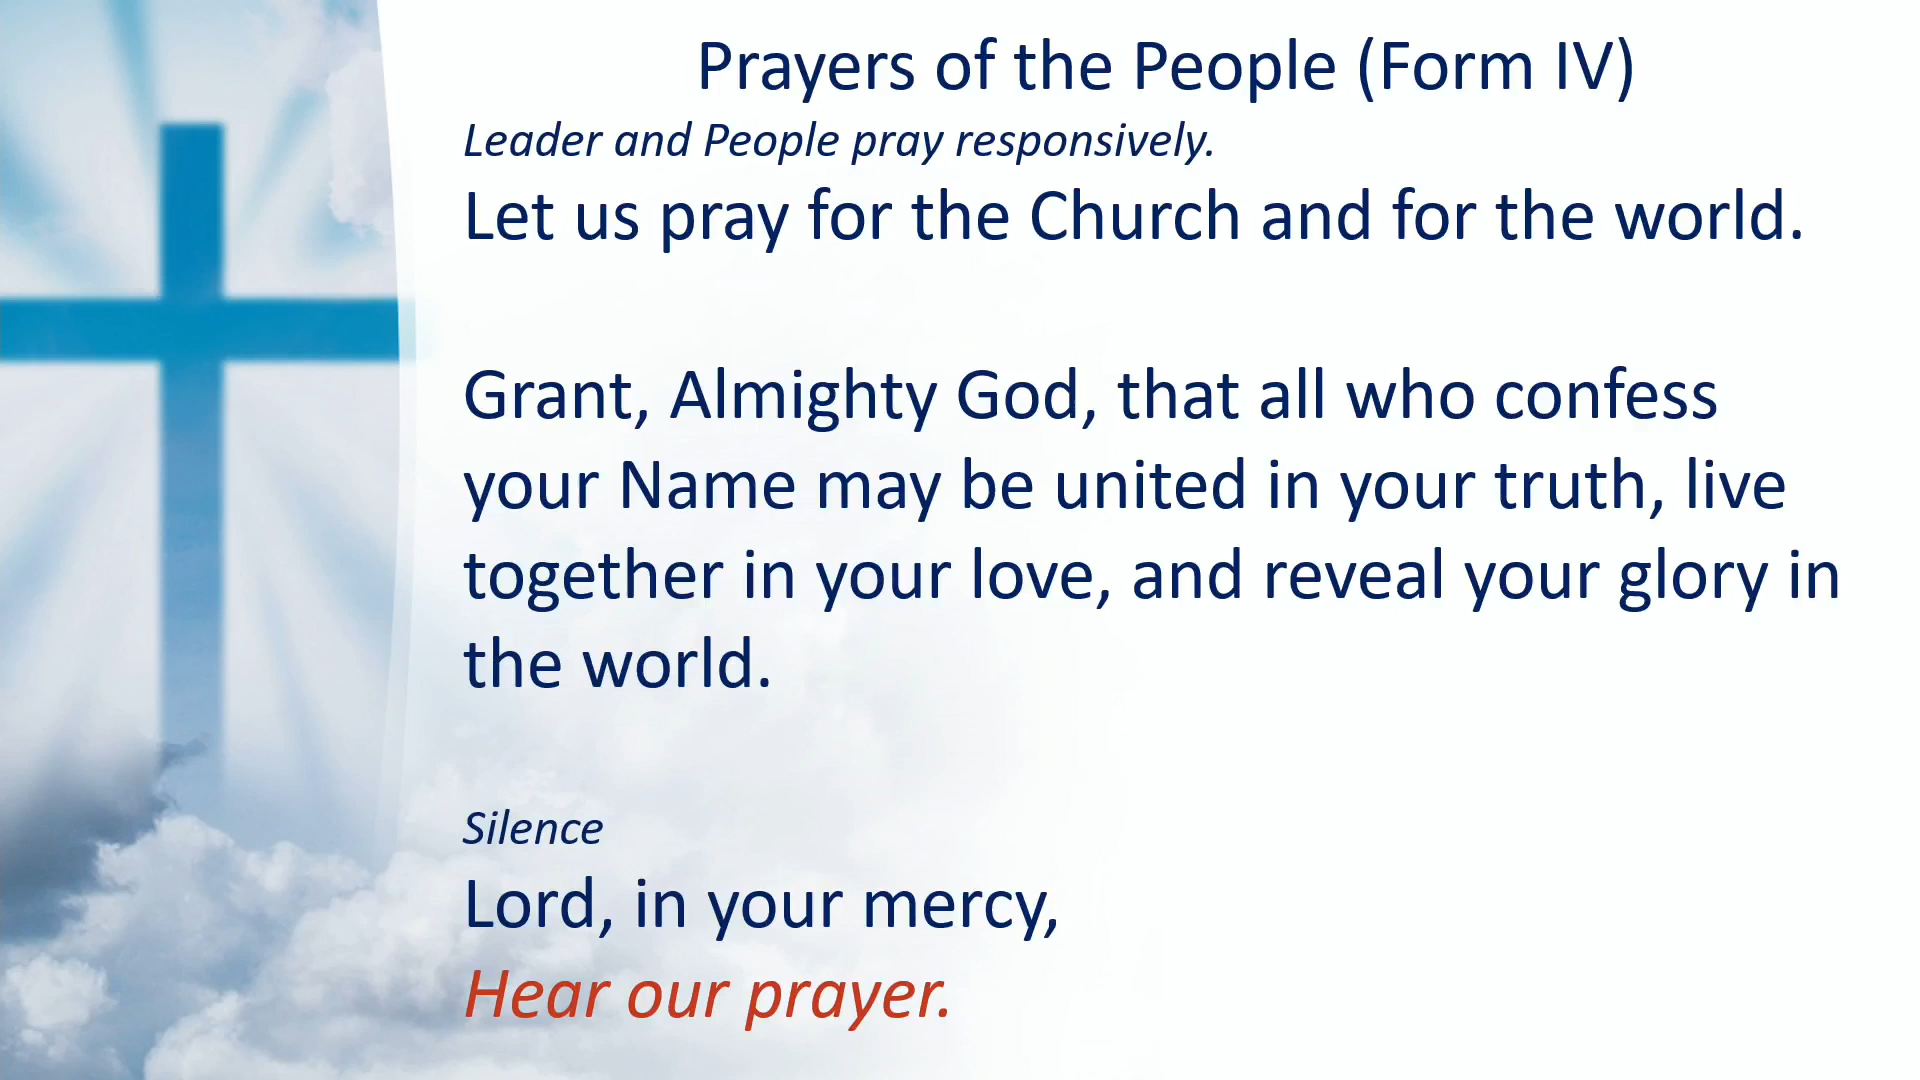 Prayers of the People (Form IV)
Leader and People pray responsively.
Let us pray for the Church and for the world.
Grant, Almighty God, that all who confess
your Name may be united in your truth, live
together in your love, and reveal your glory in
the world.
Silence
Lord, in your mercy,
Hear our prayer.